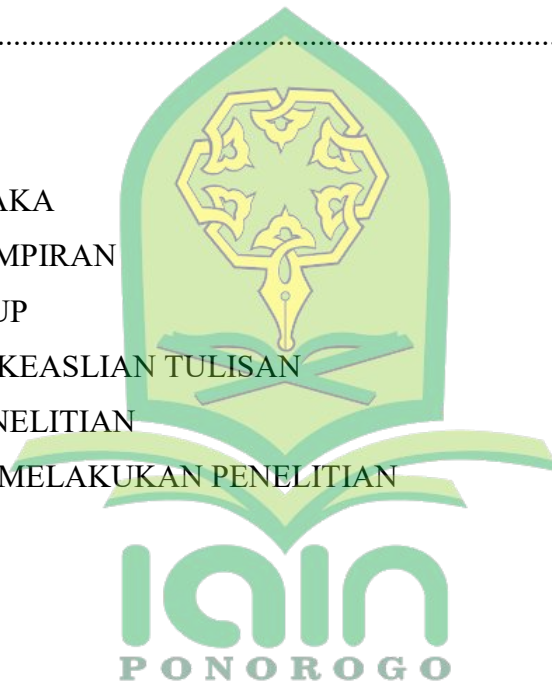 ....................................................................................
AKA
MPIRAN
UP
KEASLIAN TULISAN
NELITIAN
MELAKUKAN PENELITIAN
iain
PONOROGO